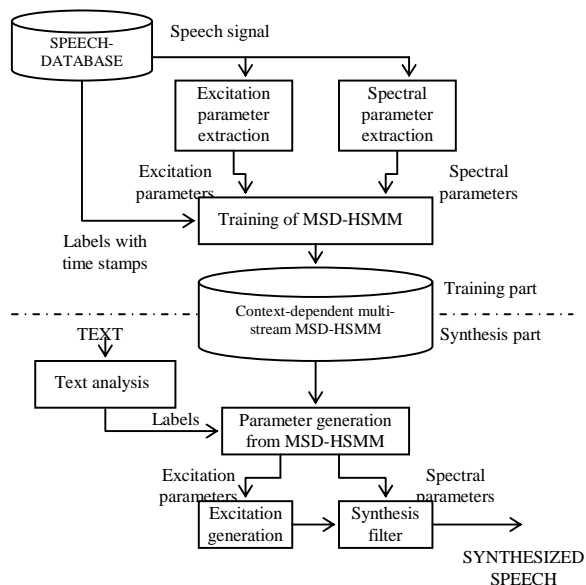 Speech signal
SPEECH-
DATABASE
Excitation
parameter
extraction
Spectral
parameter
extraction
Excitation
parameters
Spectral
parameters
Training of MSD-HSMM
Labels with
time stamps
Training part
Context-dependent multi-
stream MSD-HSMM
Synthesis part
TEXT
Text analysis
Labels
Parameter generation
from MSD-HSMM
Excitation
parameters
Spectral
parameters
Excitation
generation
Synthesis
filter
SYNTHESIZED
SPEECH